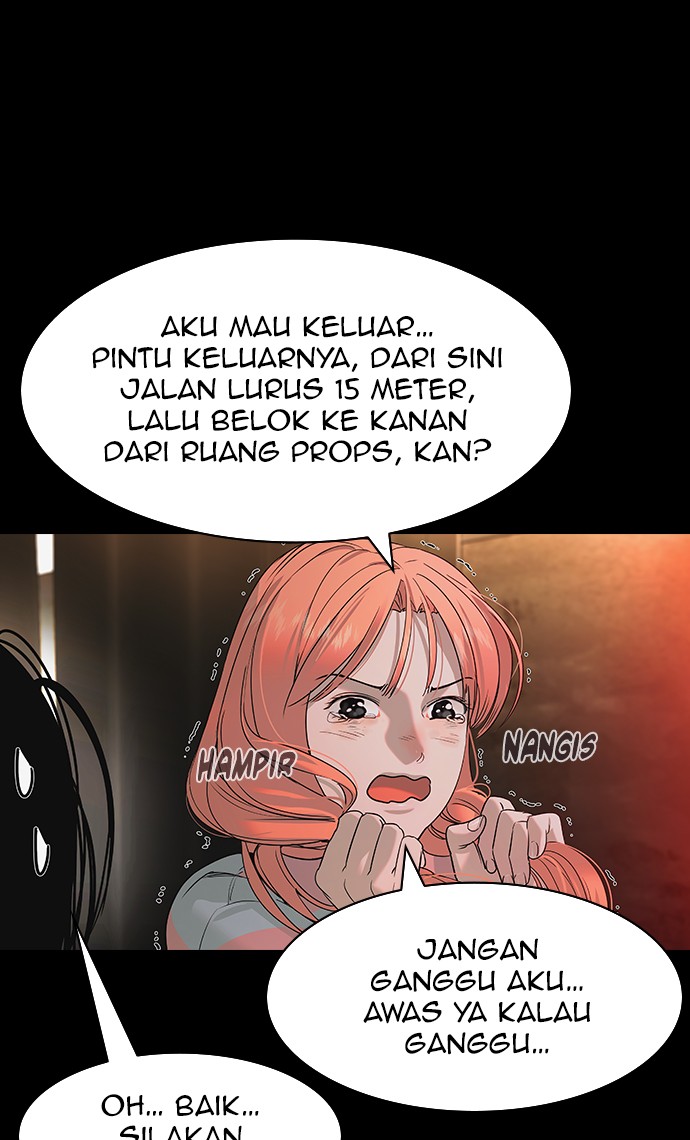 AKU MAU KELUAR...
PINTU KELUARNYA, DARI SINI
JALAN LURUS 15 METER,
LALU BELOK KE KANAN
DARI RUANG PROPS, KAN?
HAMPIR
NANGIS
JANGAN
GANGGU AKU...
AWAS YA KALAU
GANGGU...
OH... BAIK...
SILAKAN